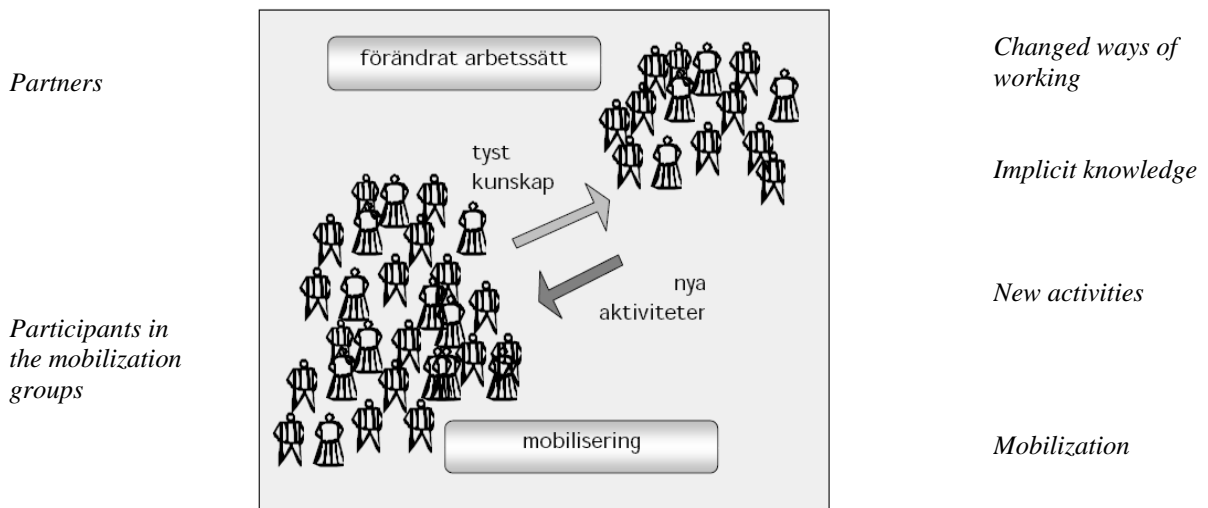 Partners
Participants in
the mobilization
groups
förändrat arbetssätt
tyst
kunskap
nya
aktiviteter
mobilisering
Changed ways of
working
Implicit knowledge
New activities
Mobilization